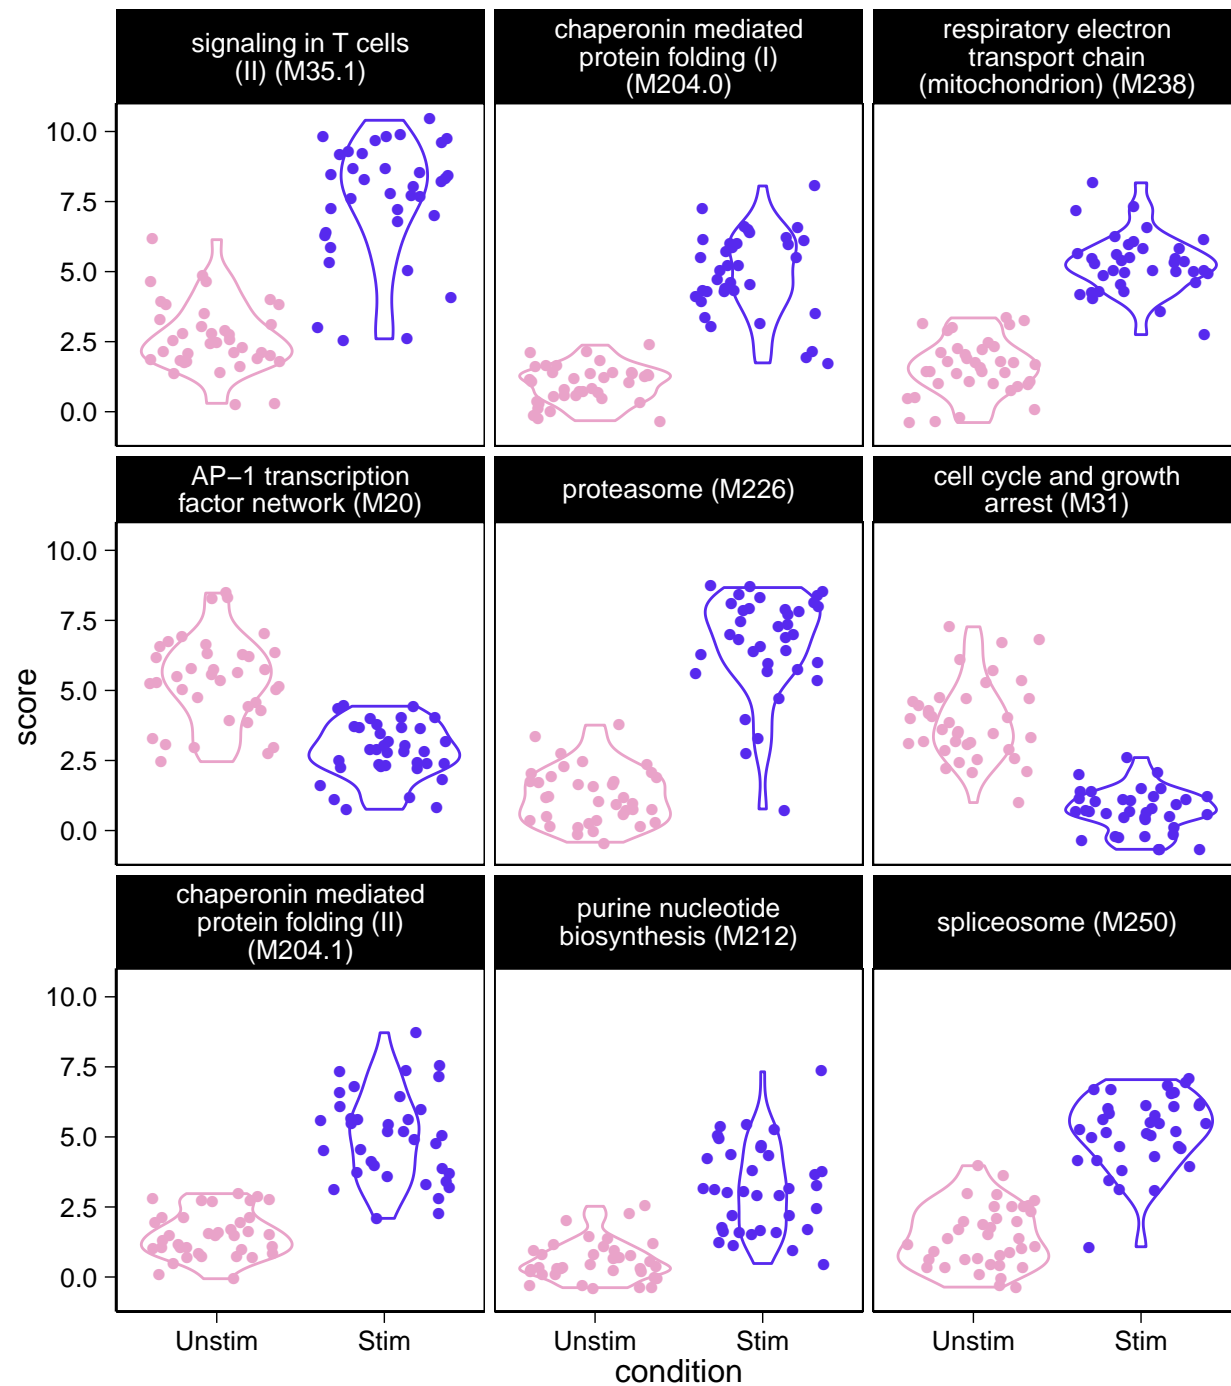 signaling in T cells
(II) (M35.1)
chaperonin mediated
protein folding (I)
(M204.0)
respiratory electron
transport chain
(mitochondrion) (M238)
10.0
7.5
5.0
2.5
0.0
AP−1 transcription
factor network (M20)
proteasome (M226)
cell cycle and growth
arrest (M31)
10.0
7.5
5.0
2.5
0.0
score
chaperonin mediated
protein folding (II)
(M204.1)
purine nucleotide
biosynthesis (M212)
spliceosome (M250)
10.0
7.5
5.0
2.5
0.0
Unstim Stim Unstim Stim Unstim Stim
condition